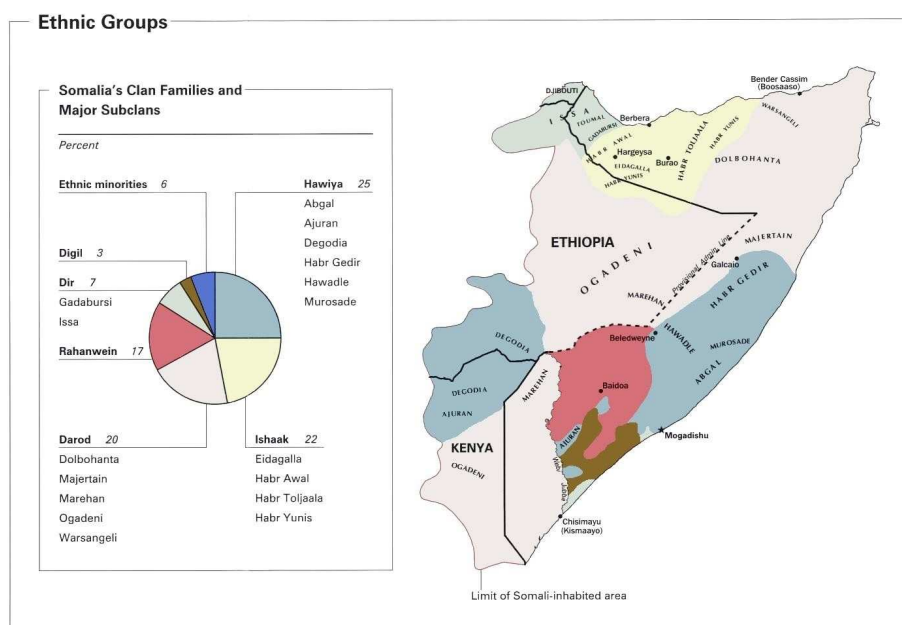 Ethnic Groups
Somalia's Clan Families and
Major Subclans
Percent
Ethnic minorities 6
Hawiya 25
Abgal
Ajuran
Degodia
Habr Gedir
Hawadle
Murosade
Digil 3
Dir 7
Gadabursi
Issa
Rahanwein 17
Darod 20
Dolbohanta
Majertain
Marehan
Ogadeni
Warsangeli
Ishaak 22
Eidagalla
Habr Awal
Habr Toljaala
Habr Yunis
DJIBOUTI
ISSA
TOUMAL
GADABURSI
HABR AWAL
Berbera
Hargeysa
EIDAGALLA
HABR YUNIS
Burao
HABR TOLJAALA
HABR YUNIS
WARSANGELI
Bender Cassim
(Boosaaso)
DOLBOHANTA
ETHIOPIA
OGADENI
Provisional Admin Line
MAJERTAIN
Galcaio
MAREHAN
HABR GEDIR
Beledweyne
HAWADLE
MUROSADE
ABGAL
DEGODIA
DEGODIA
AJURAN
MAREHAN
Baidoa
AJURAN
Mogadishu
KENYA
OGADENI
Webi
Jubba
Chisimayu
(Kismaayo)
Limit of Somali-inhabited area